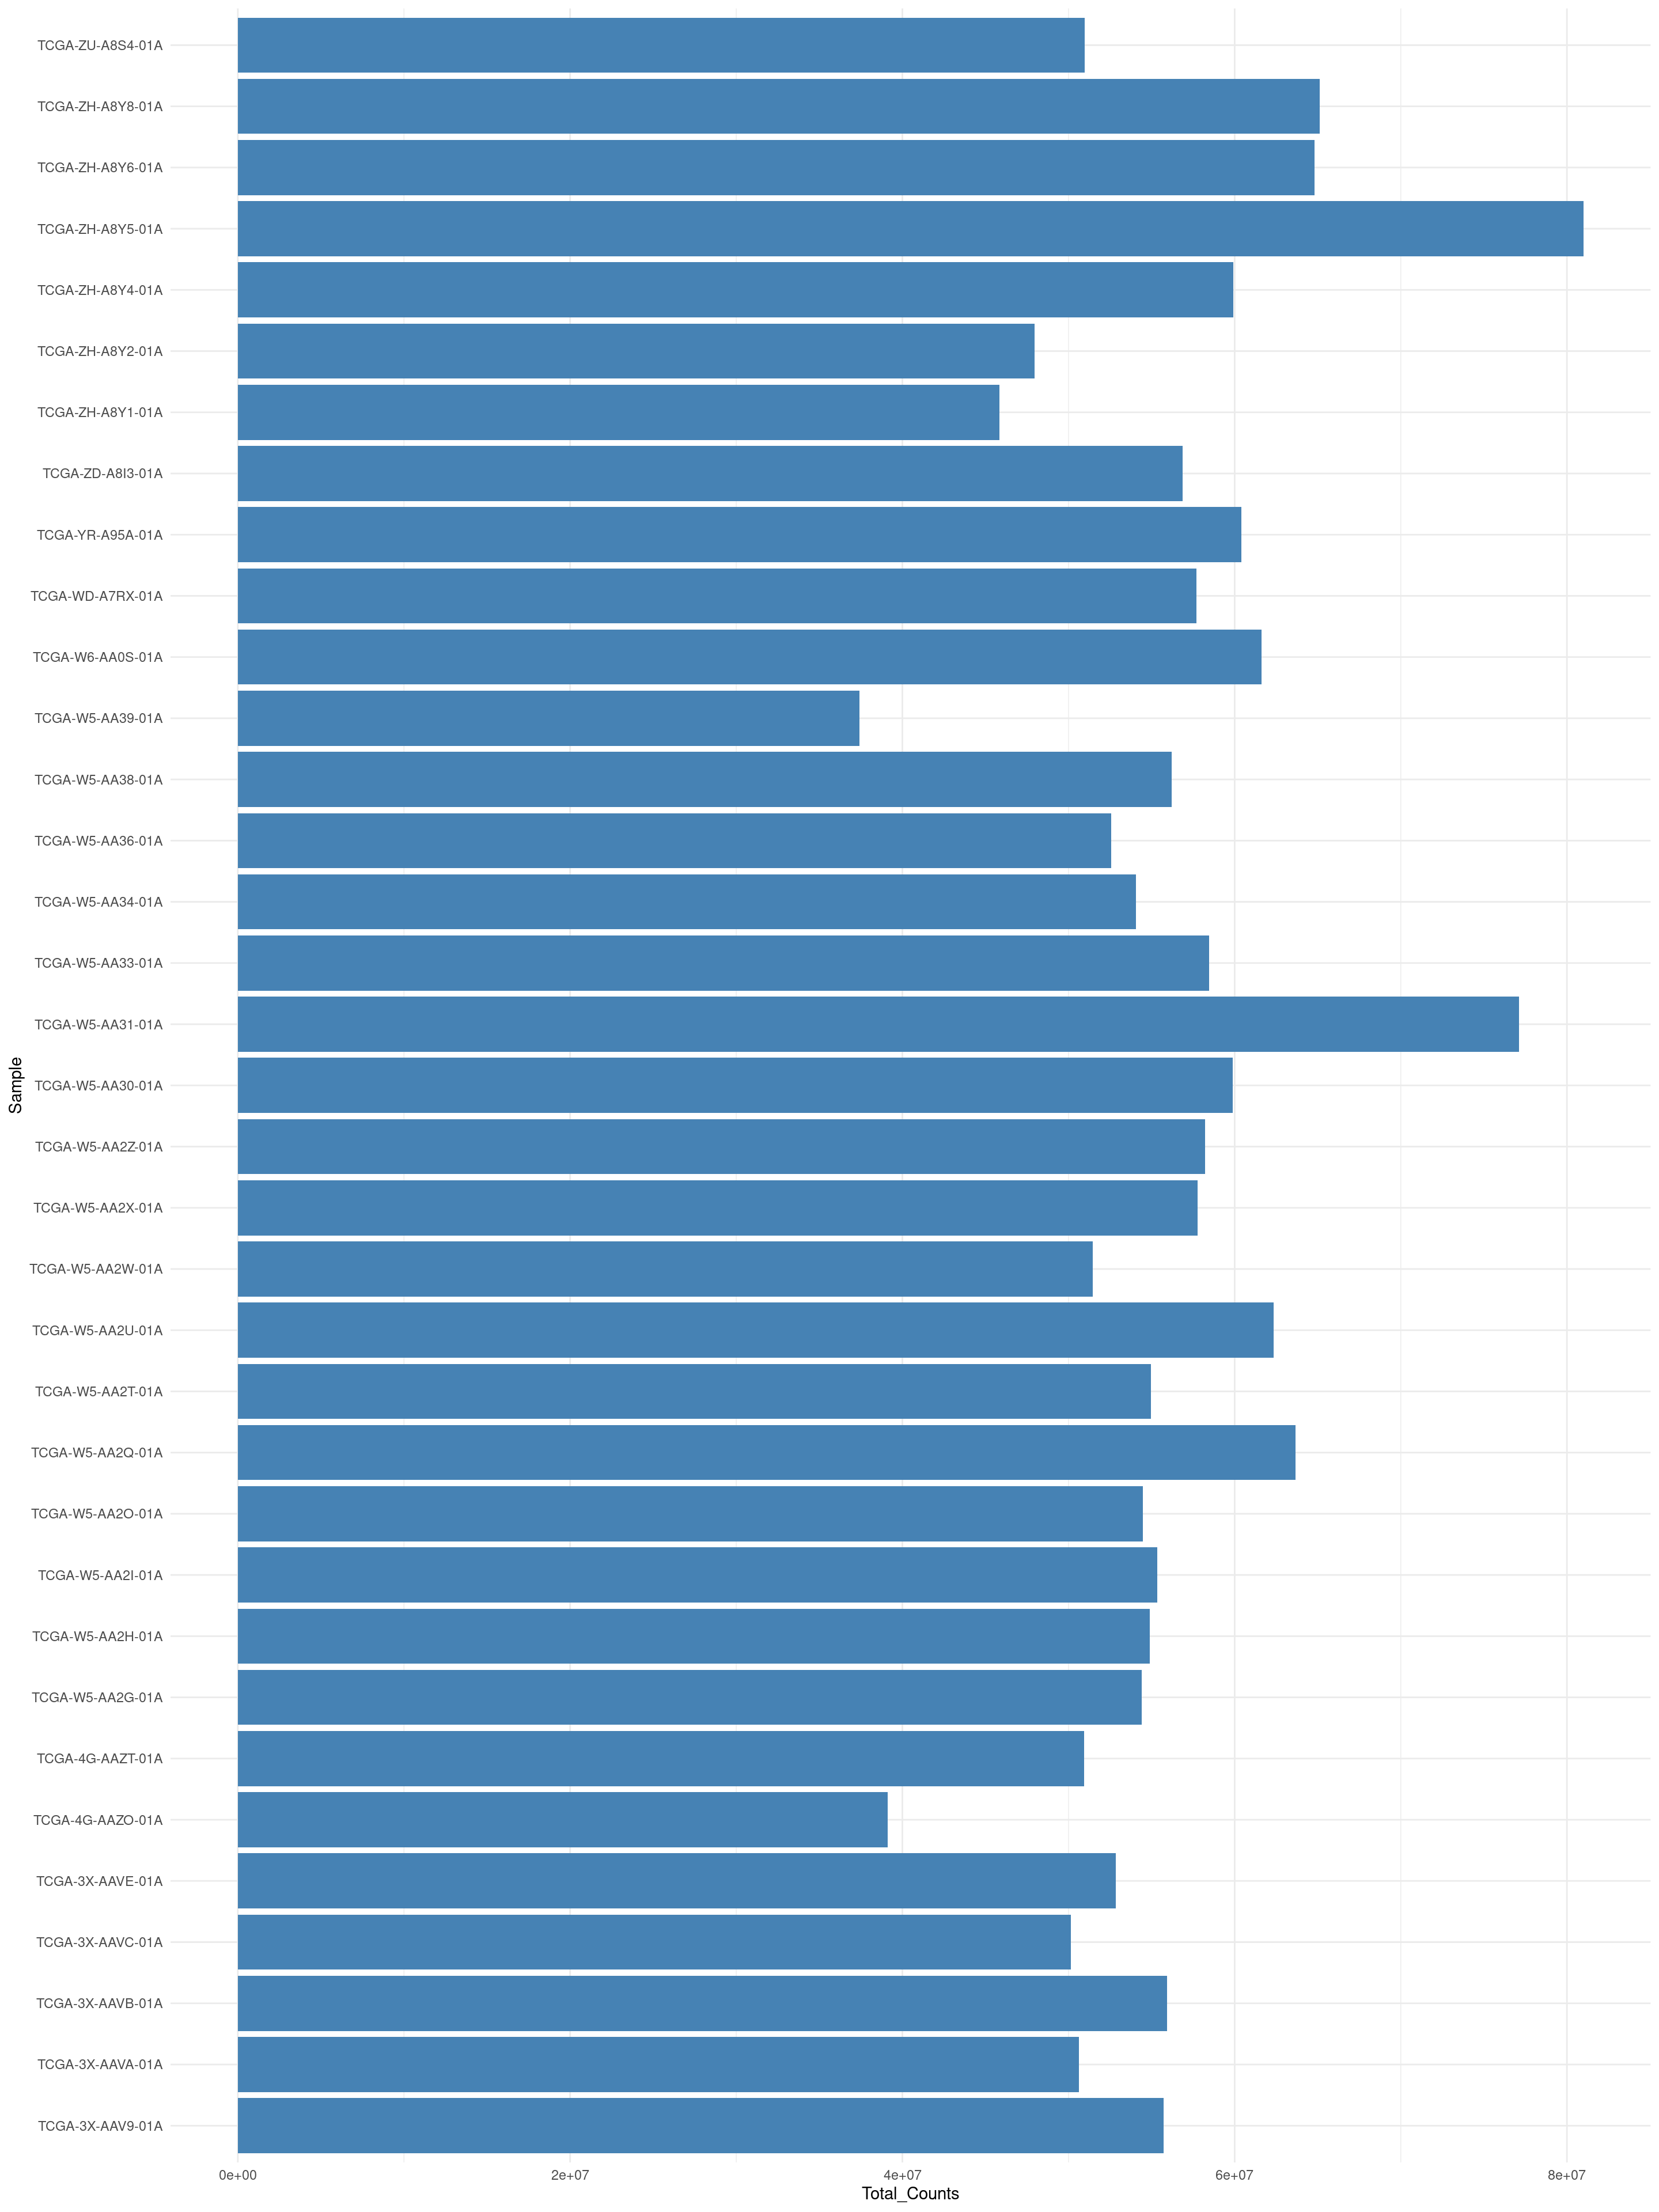 TCGA-ZU-A8S4-01A
TCGA-ZH-A8Y8-01A
TCGA-ZH-A8Y6-01A
TCGA-ZH-A8Y5-01A
TCGA-ZH-A8Y4-01A
TCGA-ZH-A8Y2-01A
TCGA-ZH-A8Y1-01A
TCGA-ZD-A8I3-01A
TCGA-YR-A95A-01A
TCGA-WD-A7RX-01A
TCGA-W6-AA0S-01A
TCGA-W5-AA39-01A
TCGA-W5-AA38-01A
TCGA-W5-AA36-01A
TCGA-W5-AA34-01A
TCGA-W5-AA33-01A
TCGA-W5-AA31-01A
Sample
TCGA-W5-AA30-01A
TCGA-W5-AA2Z-01A
TCGA-W5-AA2X-01A
TCGA-W5-AA2W-01A
TCGA-W5-AA2U-01A
TCGA-W5-AA2T-01A
TCGA-W5-AA2Q-01A
TCGA-W5-AA2O-01A
TCGA-W5-AA2I-01A
TCGA-W5-AA2H-01A
TCGA-W5-AA2G-01A
TCGA-4G-AAZT-01A
TCGA-4G-AAZO-01A
TCGA-3X-AAVE-01A
TCGA-3X-AAVC-01A
TCGA-3X-AAVB-01A
TCGA-3X-AAVA-01A
TCGA-3X-AAV9-01A
0e+00 2e+07 4e+07 6e+07 8e+07
Total_Counts